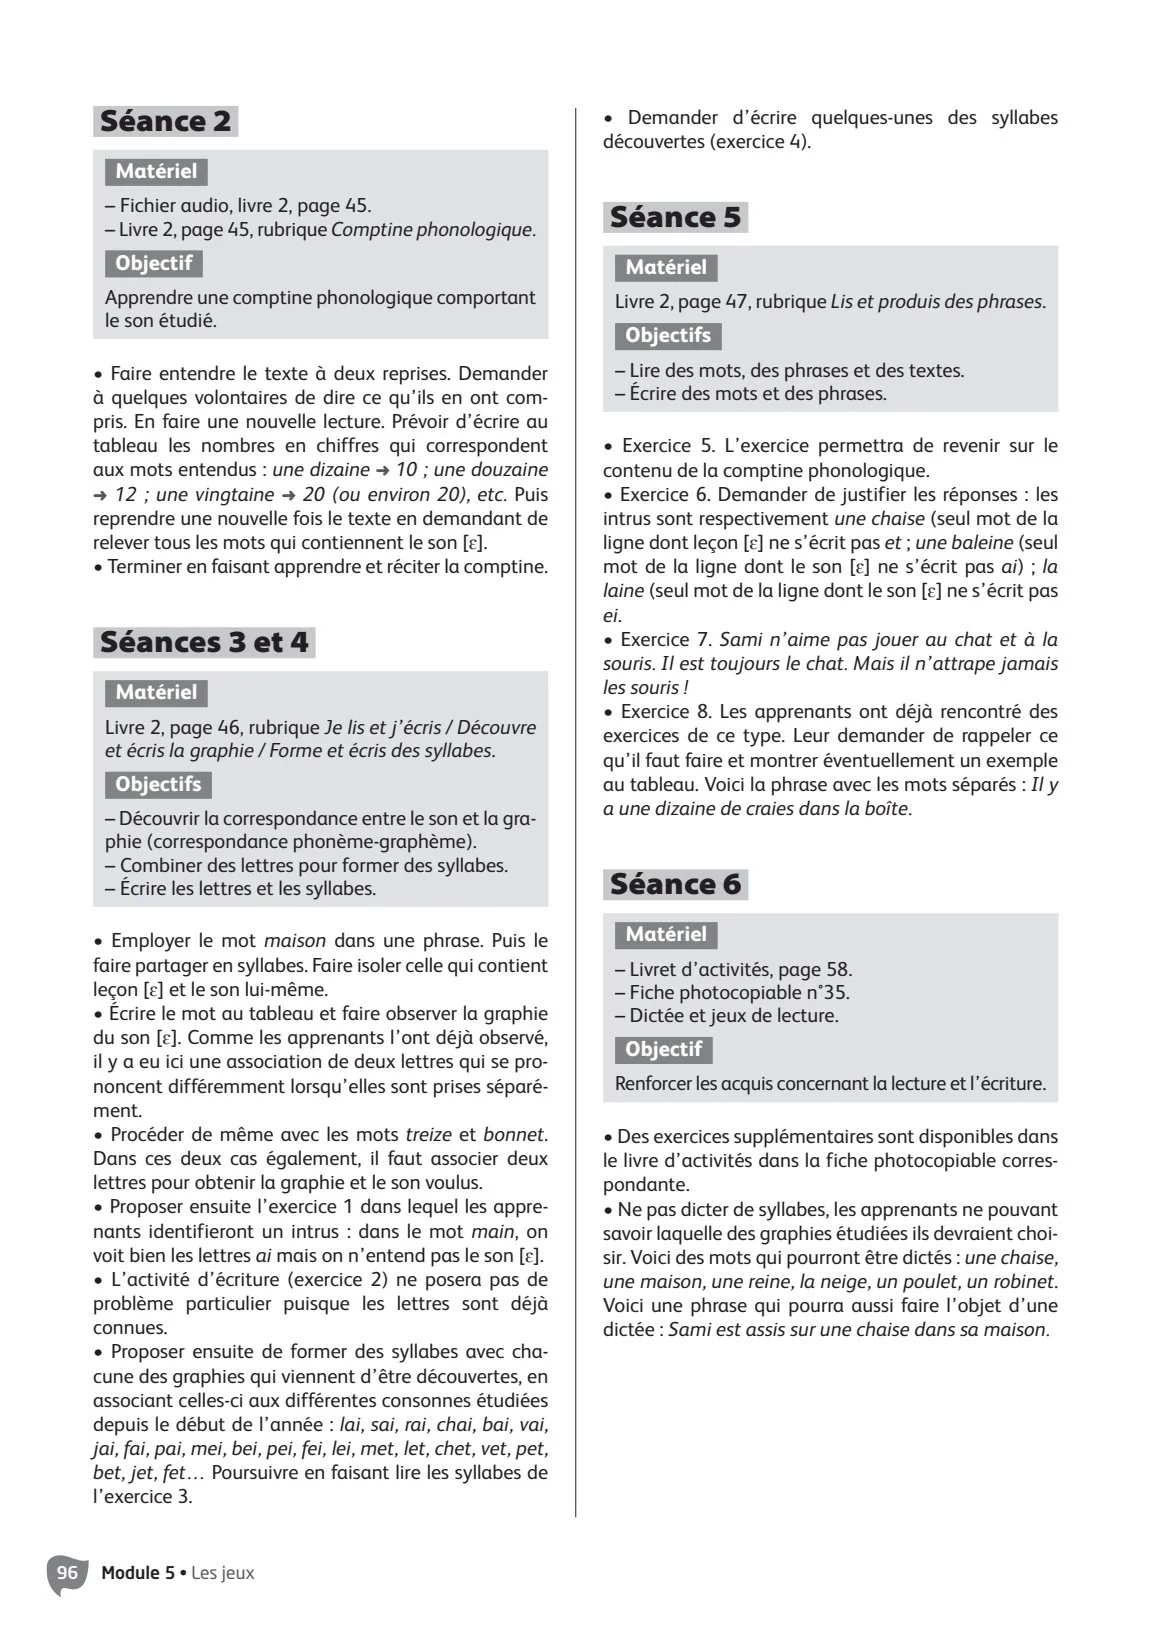 Séance 2
Matériel
– Fichier audio, livre 2, page 45.
– Livre 2, page 45, rubrique Comptine phonologique.
Objectif
Apprendre une comptine phonologique comportant
le son étudié.
• Faire entendre le texte à deux reprises. Demander
à quelques volontaires de dire ce qu’ils en ont com-
pris. En faire une nouvelle lecture. Prévoir d’écrire au
tableau les nombres en chiffres qui correspondent
aux mots entendus : une dizaine ➜ 10 ; une douzaine
➜ 12 ; une vingtaine ➜ 20 (ou environ 20), etc. Puis
reprendre une nouvelle fois le texte en demandant de
relever tous les mots qui contiennent le son [ε].
• Terminer en faisant apprendre et réciter la comptine.
Séances 3 et 4
Matériel
Livre 2, page 46, rubrique Je lis et j’écris / Découvre
et écris la graphie / Forme et écris des syllabes.
Objectifs
– Découvrir la correspondance entre le son et la gra-
phie (correspondance phonème-graphème).
– Combiner des lettres pour former des syllabes.
– Écrire les lettres et les syllabes.
• Employer le mot maison dans une phrase. Puis le
faire partager en syllabes. Faire isoler celle qui contient
leçon [ε] et le son lui-même.
• Écrire le mot au tableau et faire observer la graphie
du son [ε]. Comme les apprenants l’ont déjà observé,
il y a eu ici une association de deux lettres qui se pro-
noncent différemment lorsqu’elles sont prises séparé-
ment.
• Procéder de même avec les mots treize et bonnet.
Dans ces deux cas également, il faut associer deux
lettres pour obtenir la graphie et le son voulus.
• Proposer ensuite l’exercice 1 dans lequel les appre-
nants identifieront un intrus : dans le mot main, on
voit bien les lettres ai mais on n’entend pas le son [ε].
• L’activité d’écriture (exercice 2) ne posera pas de
problème particulier puisque les lettres sont déjà
connues.
• Proposer ensuite de former des syllabes avec cha-
cune des graphies qui viennent d’être découvertes, en
associant celles-ci aux différentes consonnes étudiées
depuis le début de l’année : lai, sai, rai, chai, bai, vai,
jai, fai, pai, mei, bei, pei, fei, lei, met, let, chet, vet, pet,
bet, jet, fet… Poursuivre en faisant lire les syllabes de
l’exercice 3.
• Demander d’écrire quelques-unes des syllabes
découvertes (exercice 4).
Séance 5
Matériel
Livre 2, page 47, rubrique Lis et produis des phrases.
Objectifs
– Lire des mots, des phrases et des textes.
– Écrire des mots et des phrases.
• Exercice 5. L’exercice permettra de revenir sur le
contenu de la comptine phonologique.
• Exercice 6. Demander de justifier les réponses : les
intrus sont respectivement une chaise (seul mot de la
ligne dont leçon [ε] ne s’écrit pas et ; une baleine (seul
mot de la ligne dont le son [ε] ne s’écrit pas ai) ; la
laine (seul mot de la ligne dont le son [ε] ne s’écrit pas
ei.
• Exercice 7. Sami n’aime pas jouer au chat et à la
souris. Il est toujours le chat. Mais il n’attrape jamais
les souris !
• Exercice 8. Les apprenants ont déjà rencontré des
exercices de ce type. Leur demander de rappeler ce
qu’il faut faire et montrer éventuellement un exemple
au tableau. Voici la phrase avec les mots séparés : Il y
a une dizaine de craies dans la boîte.
Séance 6
Matériel
– Livret d’activités, page 58.
– Fiche photocopiable n°35.
– Dictée et jeux de lecture.
Objectif
Renforcer les acquis concernant la lecture et l’écriture.
• Des exercices supplémentaires sont disponibles dans
le livre d’activités dans la fiche photocopiable corres-
pondante.
• Ne pas dicter de syllabes, les apprenants ne pouvant
savoir laquelle des graphies étudiées ils devraient choi-
sir. Voici des mots qui pourront être dictés : une chaise,
une maison, une reine, la neige, un poulet, un robinet.
Voici une phrase qui pourra aussi faire l’objet d’une
dictée : Sami est assis sur une chaise dans sa maison.
96 Module 5 • Les jeux